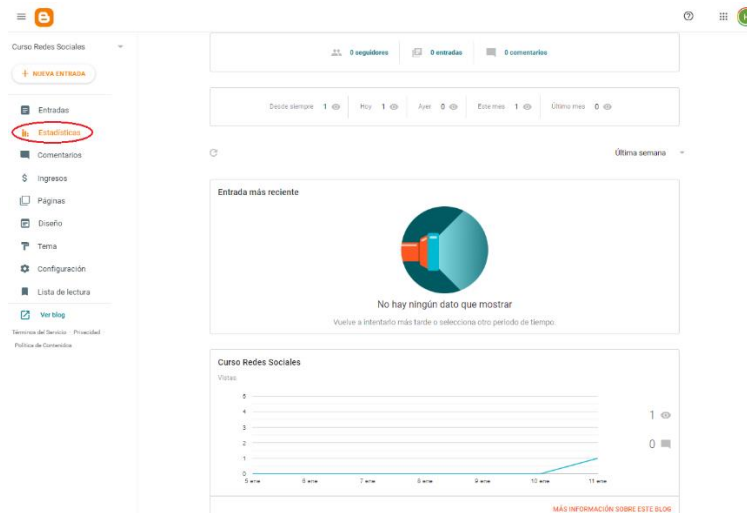 Curso Redes Sociales
+ NUEVA ENTRADA
Entradas
Estadísticas
Comentarios
$ Ingresos
Páginas
Diseño
Tema
Configuración
Lista de lectura
Ver blog
Términos del Servicio · Privacidad
Política de Contenidos
0 seguidores 0 entradas 0 comentarios
Desde siempre 1 Hoy 1 Ayer 0 Este mes 1 Último mes 0
Última semana
Entrada más reciente
No hay ningún dato que mostrar
Vuelve a intentarlo más tarde o selecciona otro periodo de tiempo.
Curso Redes Sociales
Vistas
5
4
3
2
1
0
5 ene 6 ene 7 ene 8 ene 9 ene 10 ene 11 ene
1
0
MÁS INFORMACIÓN SOBRE ESTE BLOG